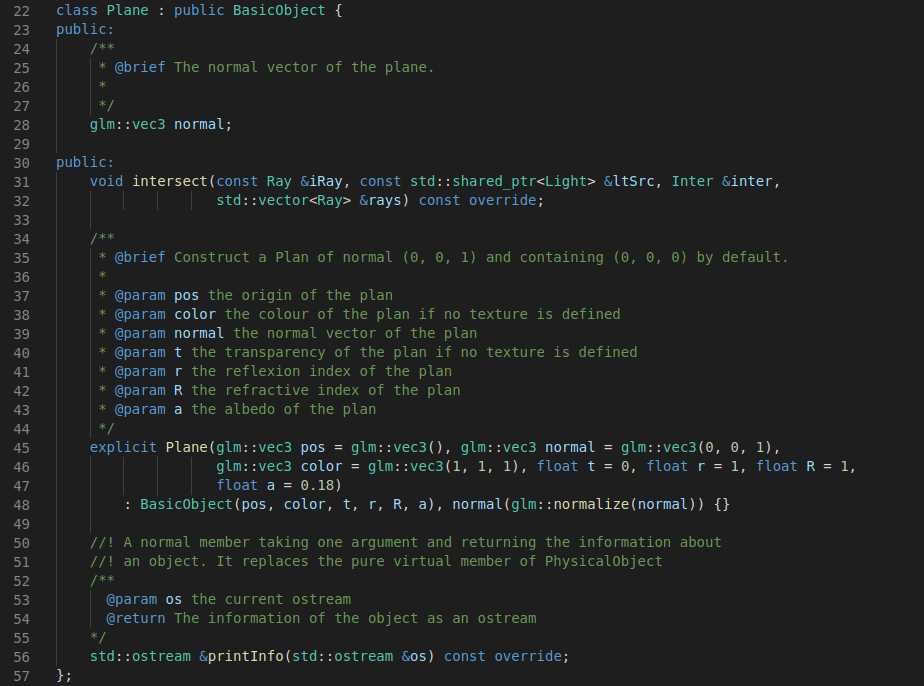 22 class Plane : public BasicObject {
23 public:
24     /**
25      * @brief The normal vector of the plane.
26      *
27      */
28     glm::vec3 normal;
29
30 public:
31     void intersect(const Ray &iRay, const std::shared_ptr<Light> &ltSrc, Inter &inter,
32                    std::vector<Ray> &rays) const override;
33
34     /**
35      * @brief Construct a Plan of normal (0, 0, 1) and containing (0, 0, 0) by default.
36      *
37      * @param pos the origin of the plan
38      * @param color the colour of the plan if no texture is defined
39      * @param normal the normal vector of the plan
40      * @param t the transparency of the plan if no texture is defined
41      * @param r the reflexion index of the plan
42      * @param R the refractive index of the plan
43      * @param a the albedo of the plan
44      */
45     explicit Plane(glm::vec3 pos = glm::vec3(), glm::vec3 normal = glm::vec3(0, 0, 1),
46                    glm::vec3 color = glm::vec3(1, 1, 1), float t = 0, float r = 1, float R = 1,
47                    float a = 0.18)
48         : BasicObject(pos, color, t, r, R, a), normal(glm::normalize(normal)) {}
49
50     //! A normal member taking one argument and returning the information about
51     //! an object. It replaces the pure virtual member of PhysicalObject
52     /**
53       @param os the current ostream
54       @return The information of the object as an ostream
55     */
56     std::ostream &printInfo(std::ostream &os) const override;
57 };